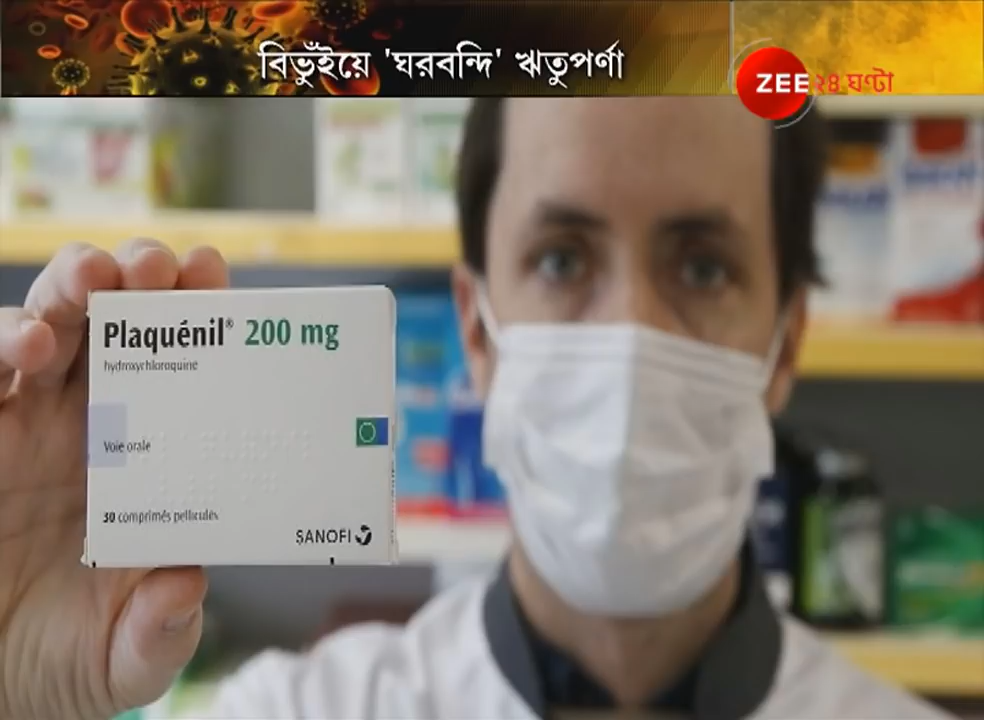 বিভুঁইয়ে 'ঘরবন্দি' ঋতুপর্ণা
ZEE ২৪ ঘণ্টা
Plaquénil® 200 mg
hydroxychloroquine
Voie orale
30 comprimés pelliculés
SANOFI